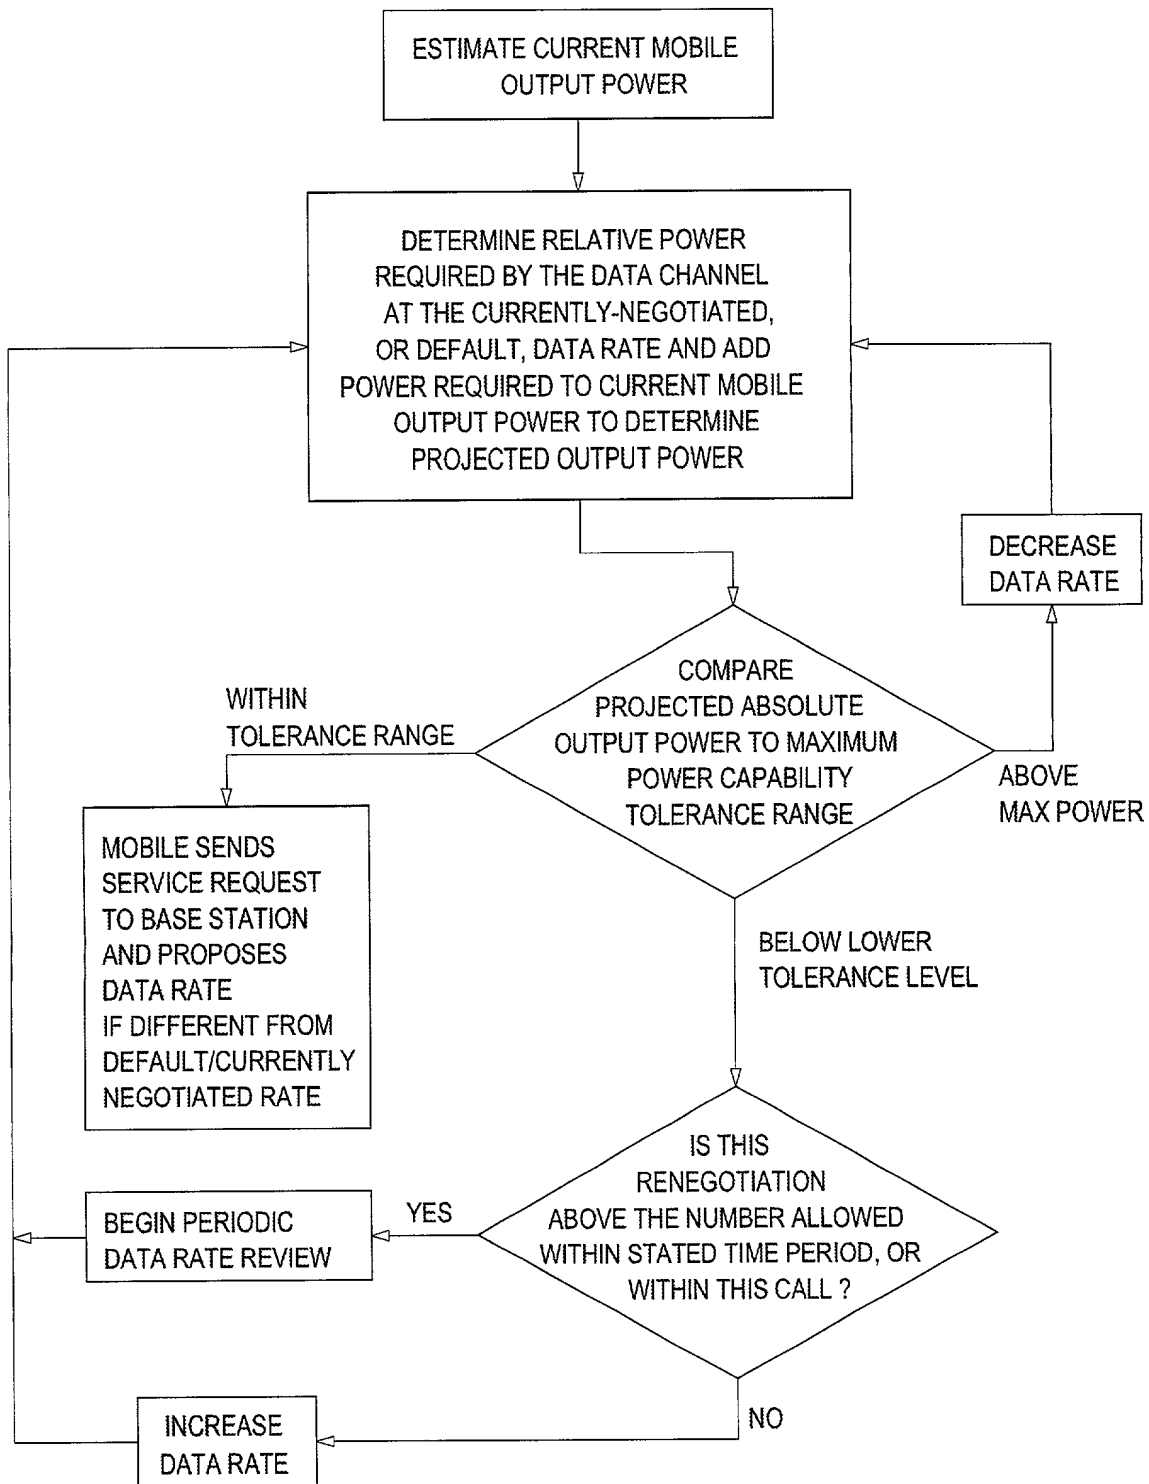 ESTIMATE CURRENT MOBILE
OUTPUT POWER
DETERMINE RELATIVE POWER
REQUIRED BY THE DATA CHANNEL
AT THE CURRENTLY-NEGOTIATED,
OR DEFAULT, DATA RATE AND ADD
POWER REQUIRED TO CURRENT MOBILE
OUTPUT POWER TO DETERMINE
PROJECTED OUTPUT POWER
DECREASE
DATA RATE
COMPARE
PROJECTED ABSOLUTE
OUTPUT POWER TO MAXIMUM
POWER CAPABILITY
TOLERANCE RANGE
WITHIN
TOLERANCE RANGE
ABOVE
MAX POWER
MOBILE SENDS
SERVICE REQUEST
TO BASE STATION
AND PROPOSES
DATA RATE
IF DIFFERENT FROM
DEFAULT/CURRENTLY
NEGOTIATED RATE
BELOW LOWER
TOLERANCE LEVEL
IS THIS
RENEGOTIATION
ABOVE THE NUMBER ALLOWED
WITHIN STATED TIME PERIOD, OR
WITHIN THIS CALL ?
YES
BEGIN PERIODIC
DATA RATE REVIEW
NO
INCREASE
DATA RATE